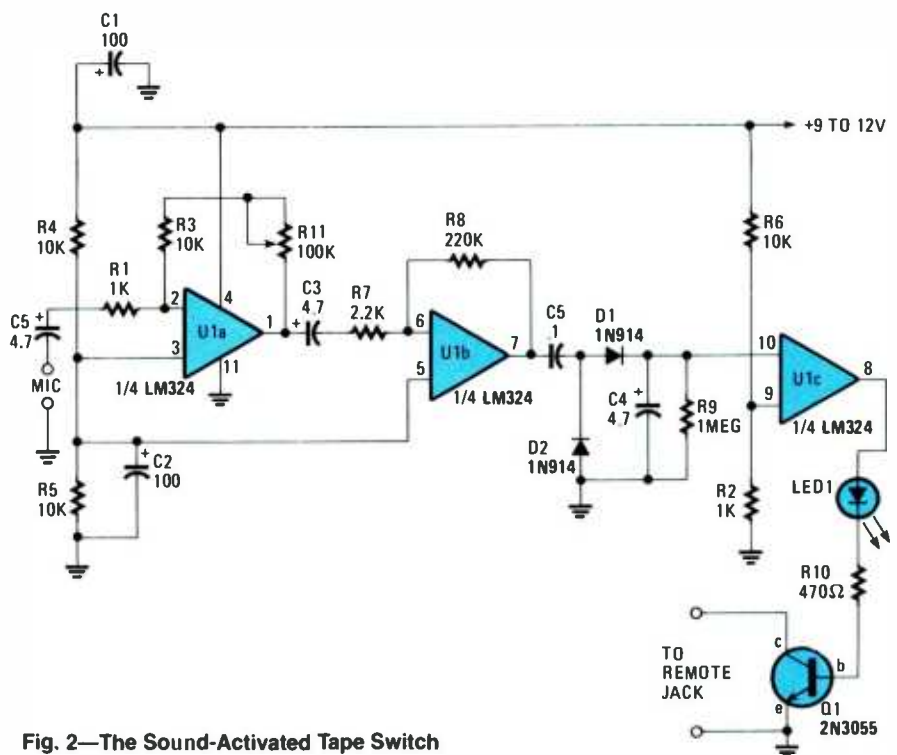 C1
100
+
+9 TO 12V
R4
10K
R3
10K
R11
100K
R6
10K
R8
220K
R1
1K
C5
4.7
+
2
3
4
11
1
U1a
1/4 LM324
MIC
C3
4.7
+
R7
2.2K
6
5
7
U1b
1/4 LM324
C5
.1
D1
1N914
D2
1N914
C4
4.7
+
R9
1MEG
10
9
8
U1c
1/4 LM324
R5
10K
+
C2
100
R2
1K
LED1
R10
470Ω
TO
REMOTE
JACK
c
b
e
Q1
2N3055
Fig. 2—The Sound-Activated Tape Switch